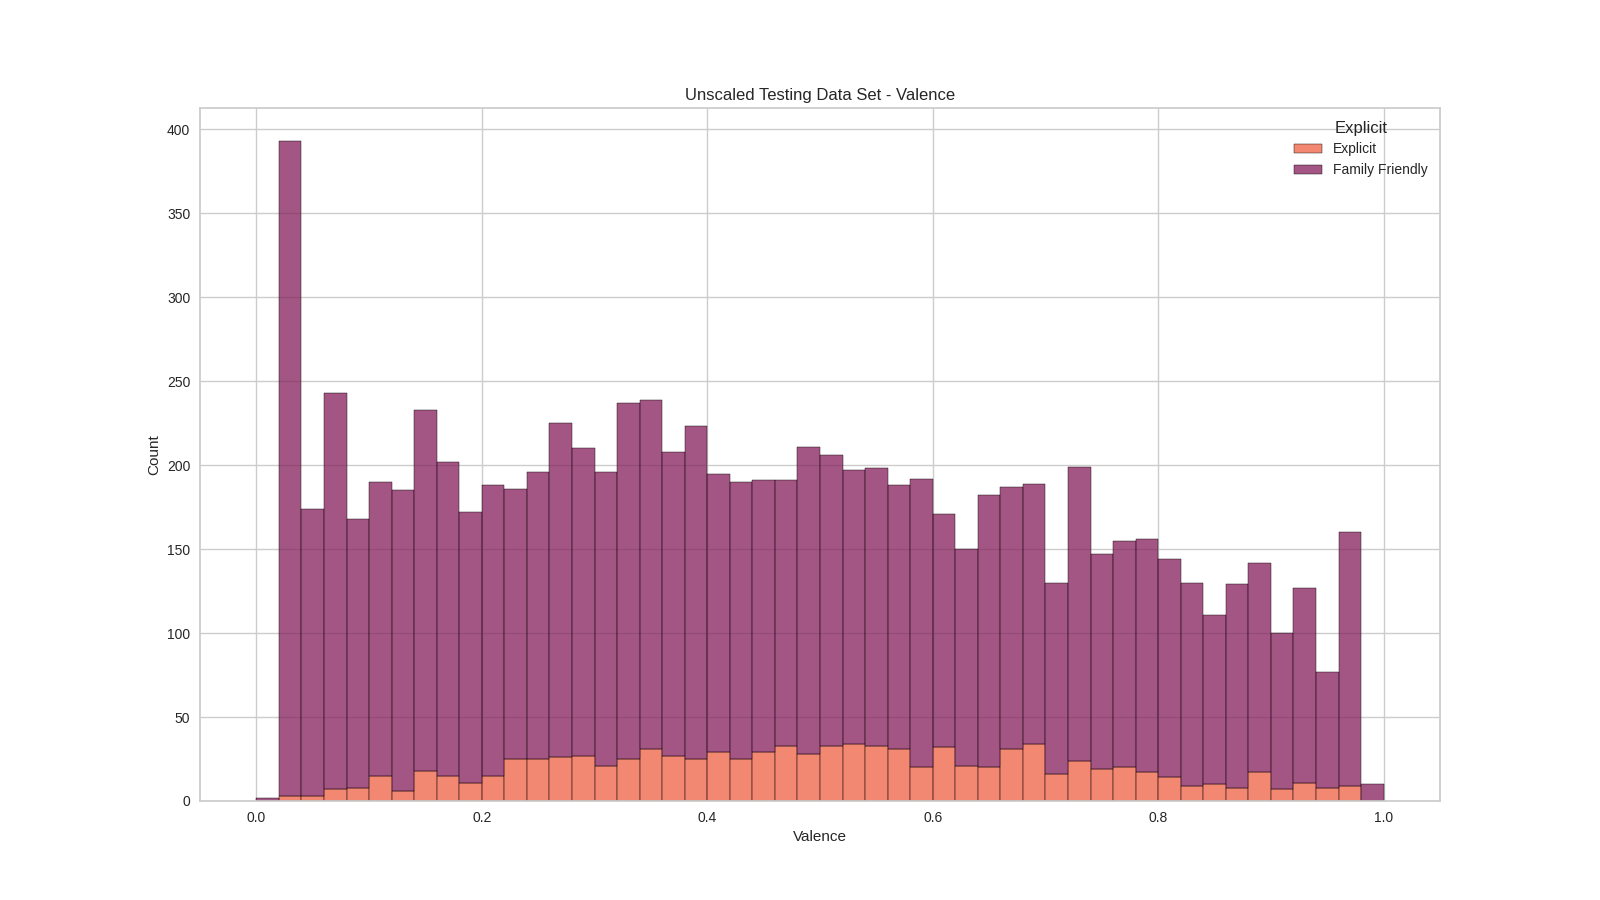 Unscaled Testing Data Set - Valence
Explicit
Explicit
Family Friendly
400
350
300
250
200
150
100
50
0
Count
0.0 0.2 0.4 0.6 0.8 1.0
Valence